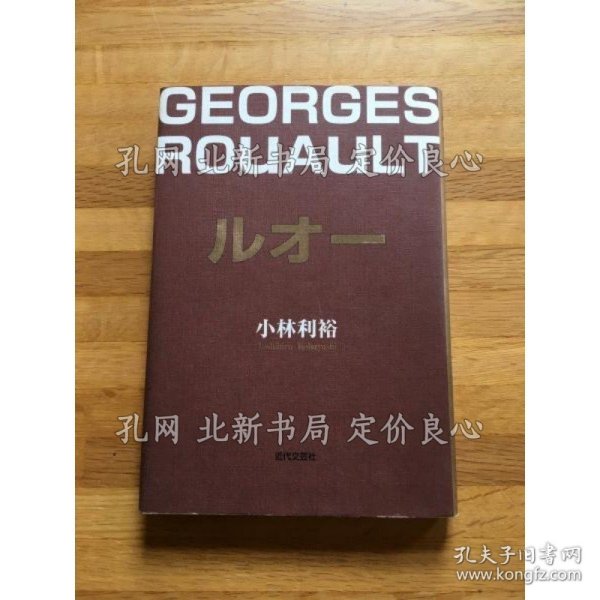 GEORGES
ROUAULT
孔网 北新书局 定价良心
ルオー
小林利裕
孔网 北新书局 定价良心
近代文芸社
孔夫子旧书网
www.kongfz.com